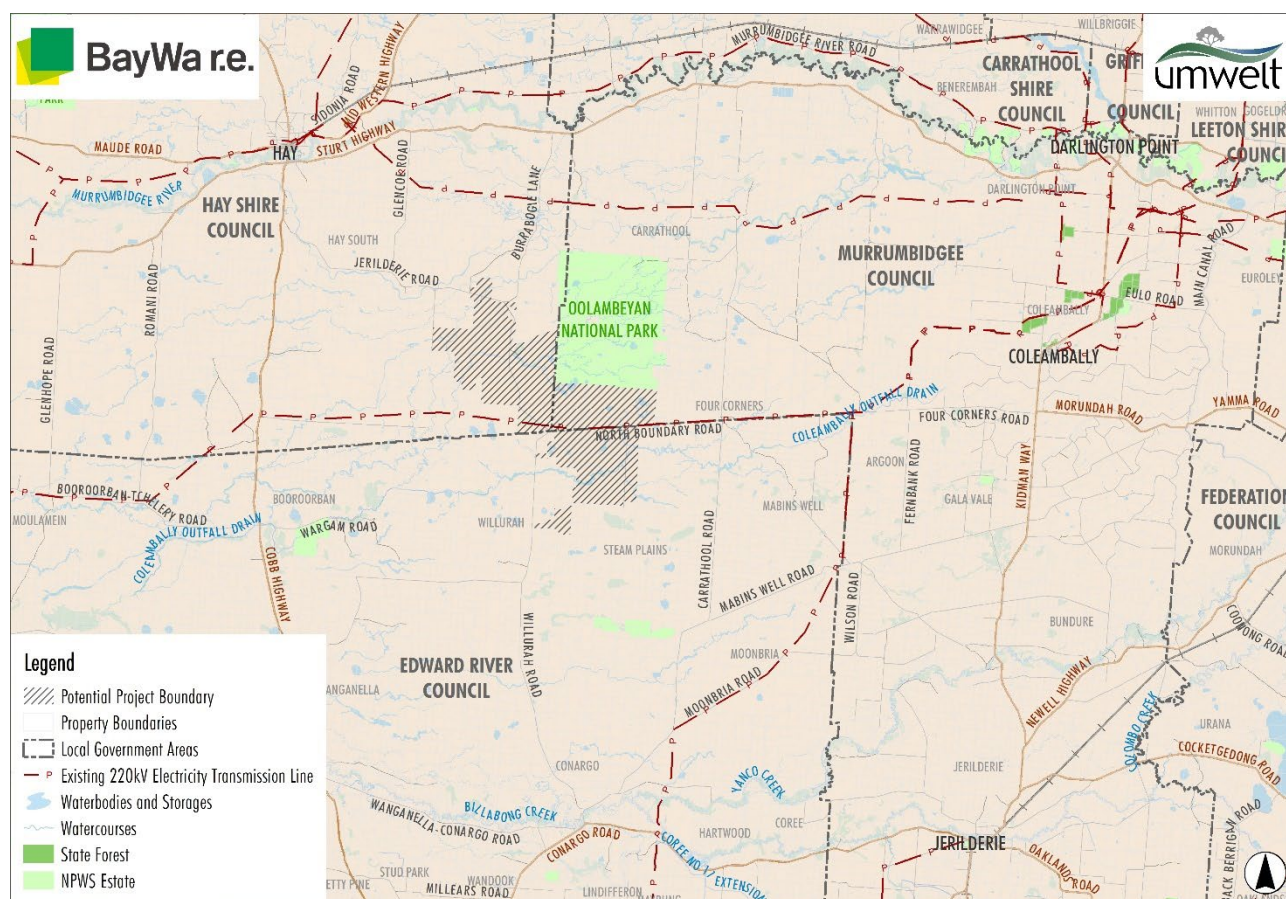 BayWa r.e.
umwelt
PARK
MAUDE ROAD
MURRUMBIDGEE RIVER
HAY
SIDONIA ROAD
MID WESTERN HIGHWAY
STURT HIGHWAY
GLENCOE ROAD
BURRABOGIE LANE
MURRUMBIDGEE RIVER ROAD
WARRAWIDGEE
WILLBRIGGIE
CARRATHOOL
SHIRE
COUNCIL
BENEREMBAH
COUNCIL
WHITTON
LEETON SHIRE
DARLINGTON POINT
DARLINGTON POINT
HAY SHIRE
COUNCIL
HAY SOUTH
JERILDERIE ROAD
ROMANI ROAD
GLENHOPE ROAD
CARRATHOOL
MURRUMBIDGEE
COUNCIL
MAIN CANAL ROAD
EUROLEY
EULO ROAD
COLEAMBALLY
COLEAMBALLY
OOLAMBEYAN
NATIONAL PARK
FOUR CORNERS
NORTH BOUNDARY ROAD
COLEAMBALLY OUTFALL DRAIN
FOUR CORNERS ROAD
MORUNDAH ROAD
YAMMA ROAD
ARGOON
FERNBANK ROAD
GALA VALE
KIDMAN WAY
MABINS WELL
FEDERATION
COUNCIL
MORUNDAH
BOOROORBAN-TCHELERY ROAD
MOULAMEIN
COLEAMBALLY OUTFALL DRAIN
BOOROORBAN
WARGAM ROAD
COBB HIGHWAY
WILLURAH
STEAM PLAINS
CARRATHOOL ROAD
MABINS WELL ROAD
WILSON ROAD
BUNDURE
COONONG ROAD
MOONBRIA
MOONBRIA ROAD
WILLURAH ROAD
EDWARD RIVER
COUNCIL
ANGANELLA
NEWELL HIGHWAY
COLOMBO CREEK
URANA
COCKETGEDONG ROAD
JERILDERIE
CONARGO
YANCO CREEK
BILLABONG CREEK
WANGANELLA-CONARGO ROAD
CONARGO ROAD
HARTWOOD
COREE
COREE NO 17 EXTENSION
JERILDERIE
OAKLANDS ROAD
BACK BERRIGAN ROAD
STUD PARK
WANDOOK
ETTY PINE
MILLEARS ROAD
LINDIFFERON
Legend
Potential Project Boundary
Property Boundaries
Local Government Areas
P Existing 220kV Electricity Transmission Line
Waterbodies and Storages
Watercourses
State Forest
NPWS Estate